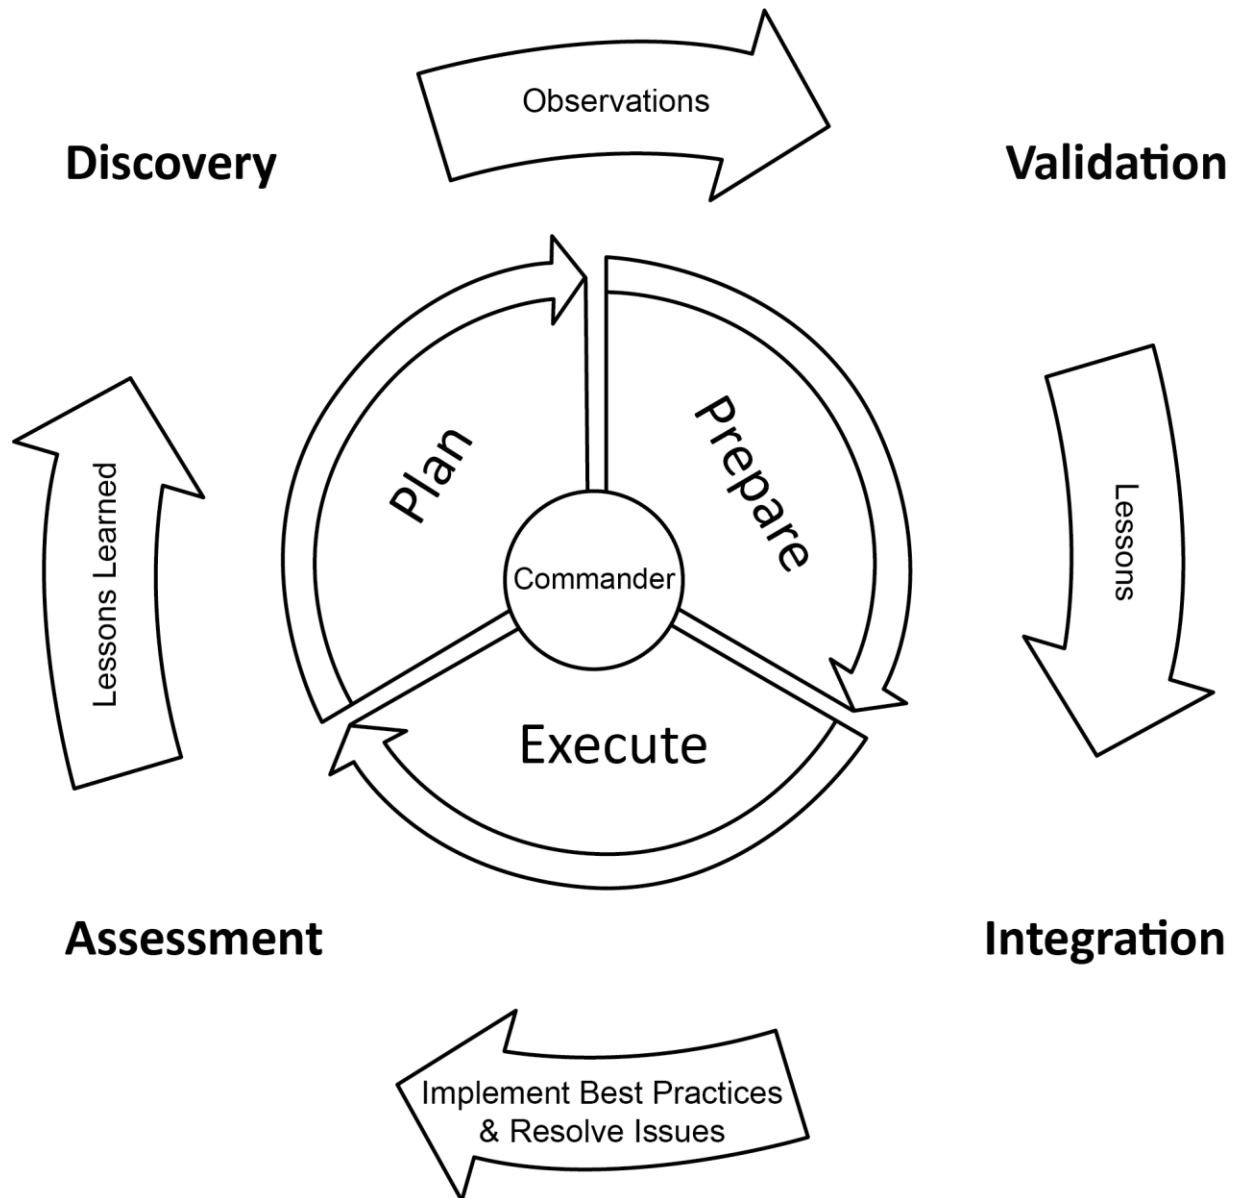 Observations
Discovery
Validation
Plan
Prepare
Lessons Learned
Commander
Lessons
Execute
Assessment
Integration
Implement Best Practices
& Resolve Issues